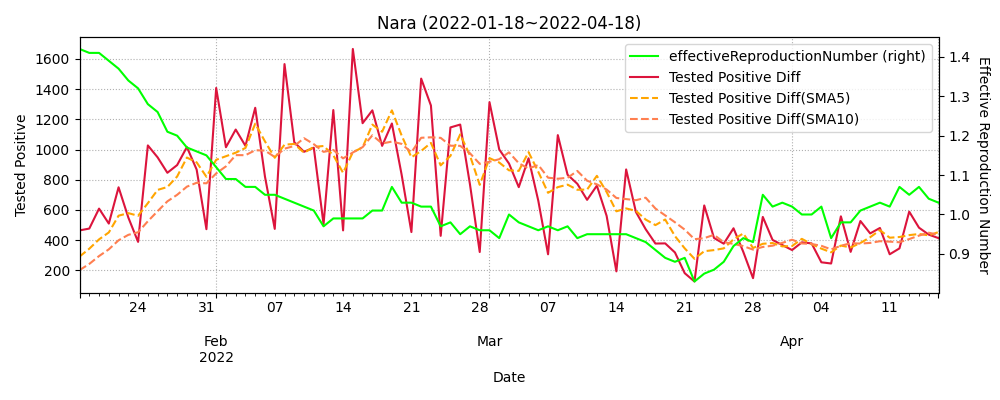 Nara (2022-01-18~2022-04-18)
effectiveReproductionNumber (right)
Tested Positive Diff
Tested Positive Diff(SMA5)
Tested Positive Diff(SMA10)
Tested Positive
1600
1400
1200
1000
800
600
400
200
1.4
1.3
1.2
1.1
1.0
0.9
Effective Reproduction Number
24 31 07 14 21 28 07 14 21 28 04 11
Feb Mar Apr
2022
Date